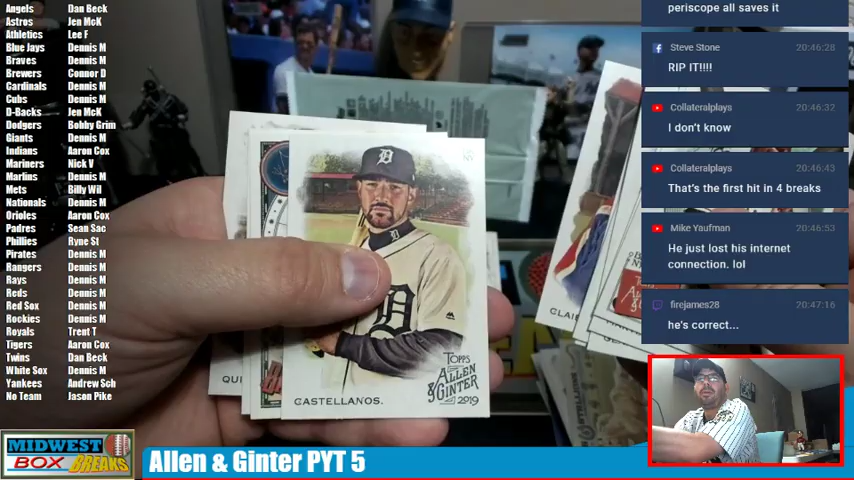 Angels Dan Beck
Astros Jen McK
Athletics Lee F
Blue Jays Dennis M
Braves Dennis M
Brewers Connor D
Cardinals Dennis M
Cubs Dennis M
D-Backs Jen McK
Dodgers Bobby Grim
Giants Dennis M
Indians Aaron Cox
Mariners Nick V
Marlins Dennis M
Mets Billy Wil
Nationals Dennis M
Orioles Aaron Cox
Padres Sean Sac
Phillies Ryne St
Pirates Dennis M
Rangers Dennis M
Rays Dennis M
Reds Dennis M
Red Sox Dennis M
Rockies Dennis M
Royals Trent T
Tigers Aaron Cox
Twins Dan Beck
White Sox Dennis M
Yankees Andrew Sch
No Team Jason Pike
D
CASTELLANOS.
TOPPS
ALLEN
& GINTER
2019
QU
CLAI
periscope all saves it
Steve Stone 20:46:28
RIP IT!!!!
Collateralplays 20:46:32
I don't know
Collateralplays 20:46:43
That's the first hit in 4 breaks
Mike Yaufman 20:46:53
He just lost his internet
connection. lol
firejames28 20:47:16
he's correct...
MIDWEST
BOX BREAKS
Allen & Ginter PYT 5